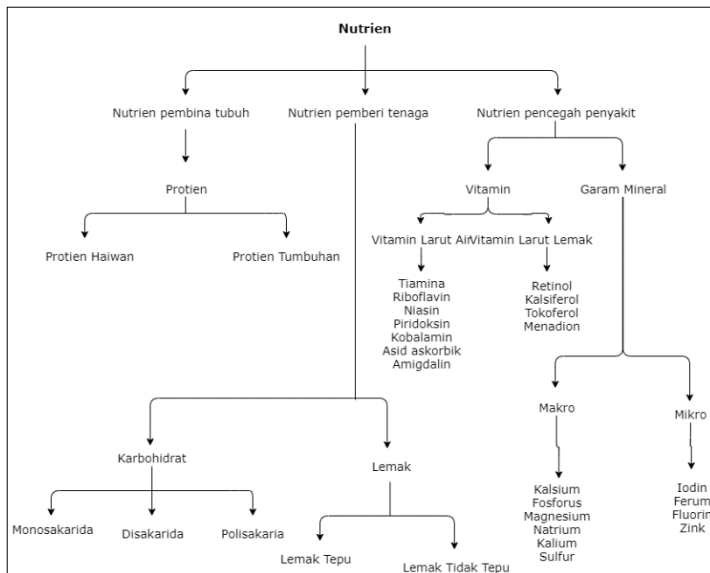 Nutrien
Nutrien pembina tubuh
Nutrien pemberi tenaga
Nutrien pencegah penyakit
Protien
Vitamin
Garam Mineral
Protien Haiwan
Protien Tumbuhan
Vitamin Larut Air
Vitamin Larut Lemak
Tiamina
Riboflavin
Niasin
Piridoksin
Kobalamin
Asid askorbik
Amigdalin
Retinol
Kalsiferol
Tokoferol
Menadion
Makro
Mikro
Karbohidrat
Lemak
Kalsium
Fosforus
Magnesium
Natrium
Kalium
Sulfur
Iodin
Ferum
Fluorin
Zink
Monosakarida
Disakarida
Polisakaria
Lemak Tepu
Lemak Tidak Tepu